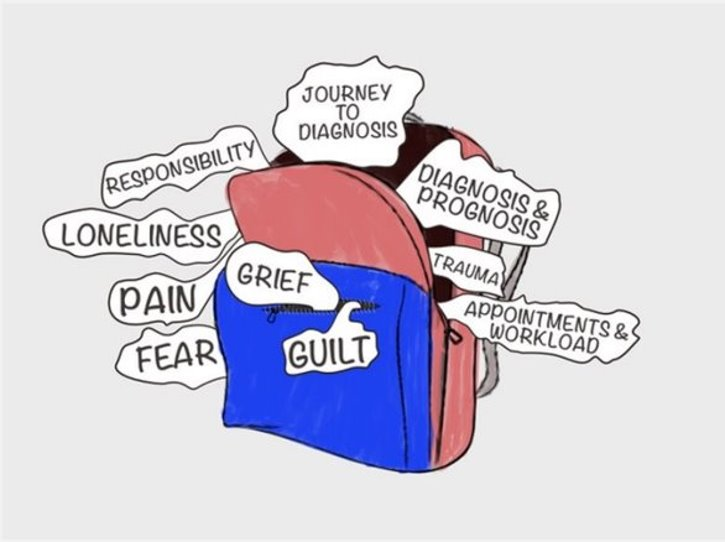 JOURNEY
TO
DIAGNOSIS
RESPONSIBILITY
DIAGNOSIS &
PROGNOSIS
LONELINESS
GRIEF
TRAUMA
PAIN
APPOINTMENTS &
WORKLOAD
FEAR
GUILT